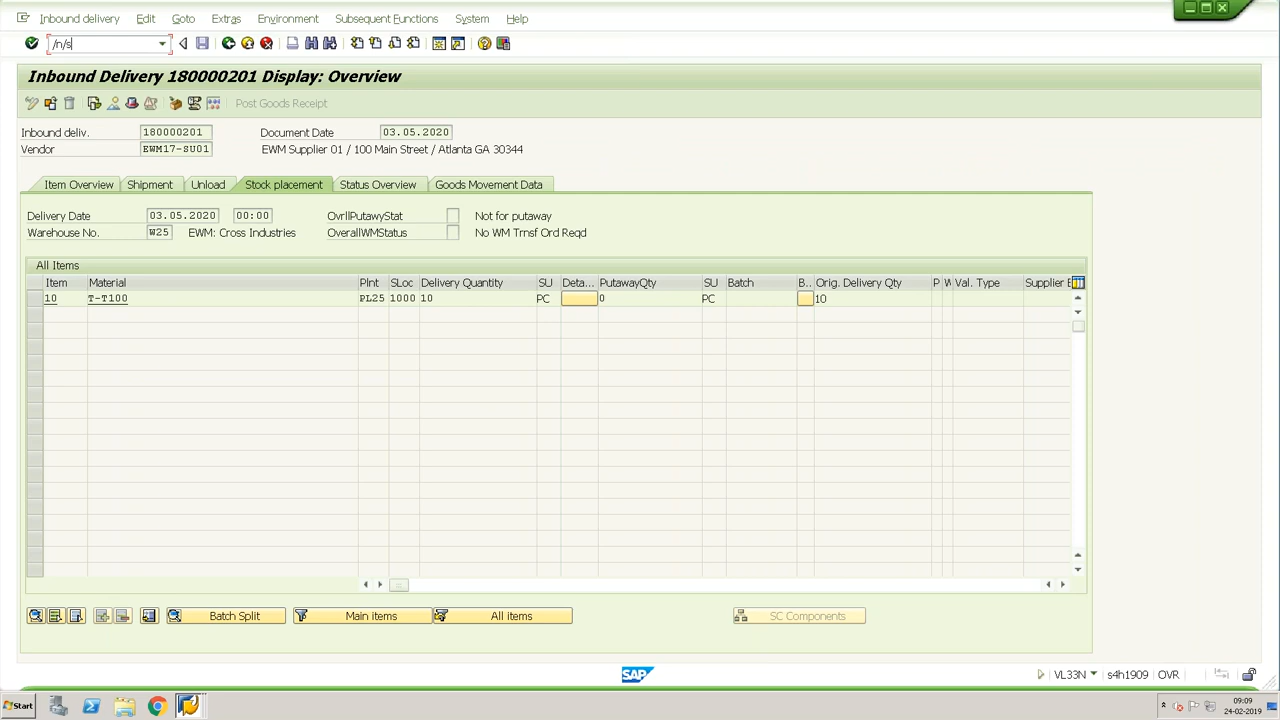 Inbound delivery Edit Goto Extras Environment Subsequent Functions System Help
/n/s
Inbound Delivery 180000201 Display: Overview
Post Goods Receipt
Inbound deliv. 180000201 Document Date 03.05.2020
Vendor EWM17-SU01 EWM Supplier 01 / 100 Main Street / Atlanta GA 30344
Item Overview Shipment Unload Stock placement Status Overview Goods Movement Data
Delivery Date 03.05.2020 00:00 OvrllPutawyStat Not for putaway
Warehouse No. W25 EWM: Cross Industries OverallWMStatus No WM Trnsf Ord Reqd
All Items
Item Material Plnt SLoc Delivery Quantity SU Deta... PutawayQty SU Batch B.. Orig. Delivery Qty P W Val. Type Supplier
10 T-T100 PL25 1000 10 PC 0 PC 10
Batch Split Main items All items SC Components
SAP
VL33N s4h1909 OVR
Start 09:09
24-02-2019